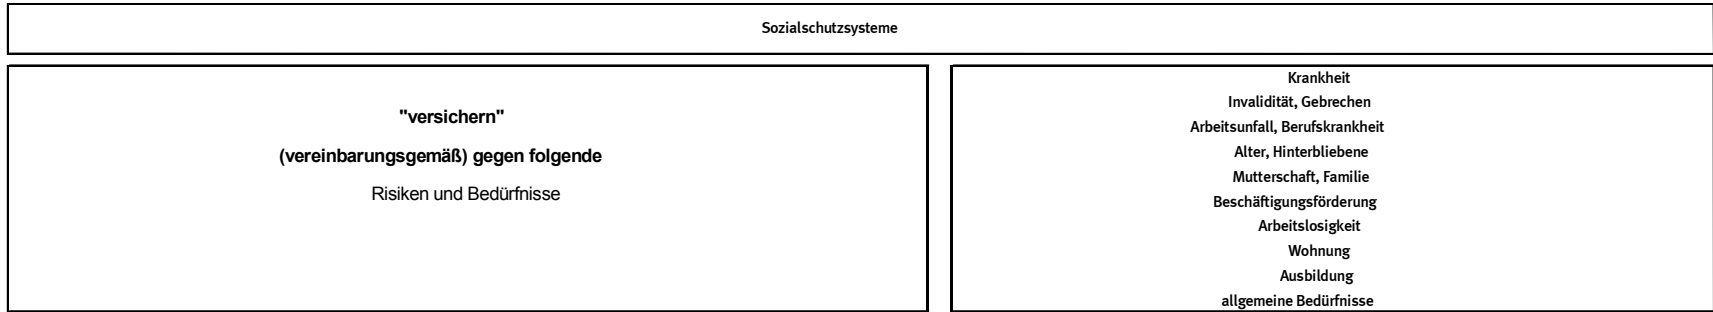 Sozialschutzsysteme
"versichern"
(vereinbarungsgemäß) gegen folgende
Risiken und Bedürfnisse
Krankheit
Invalidität, Gebrechen
Arbeitsunfall, Berufskrankheit
Alter, Hinterbliebene
Mutterschaft, Familie
Beschäftigungsförderung
Arbeitslosigkeit
Wohnung
Ausbildung
allgemeine Bedürfnisse